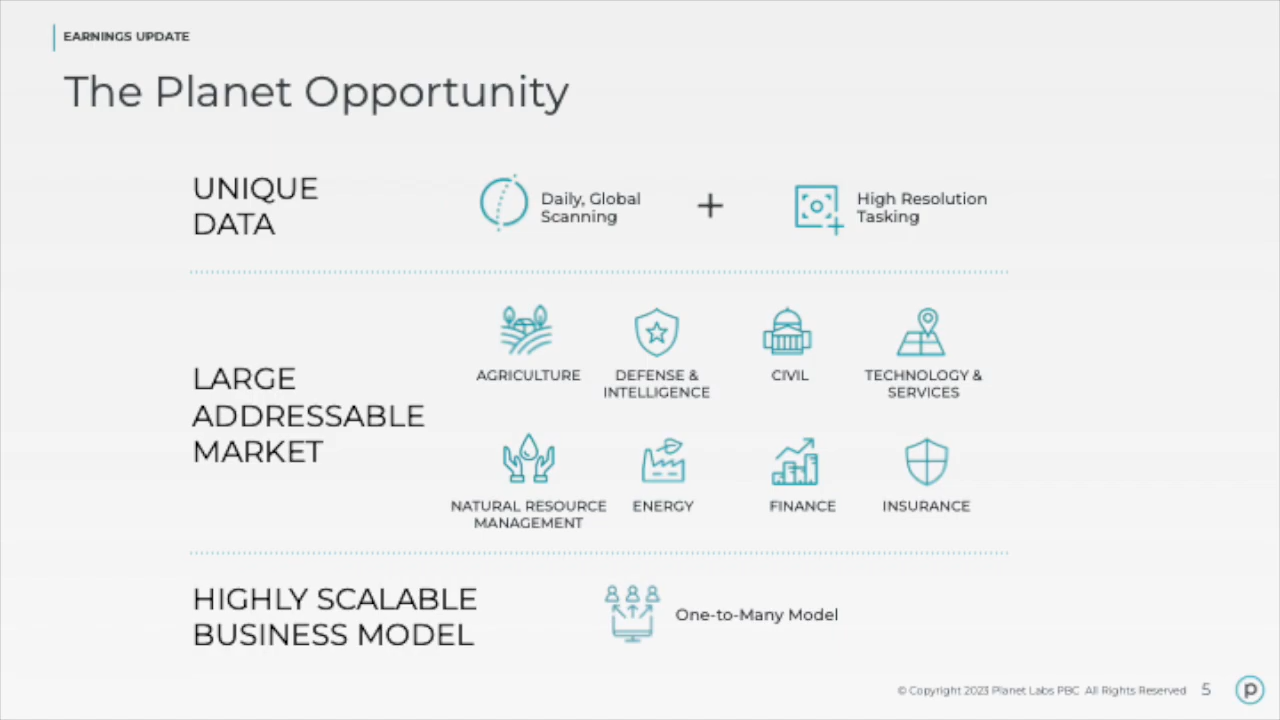 EARNINGS UPDATE
The Planet Opportunity
UNIQUE
DATA
Daily, Global
Scanning
+
High Resolution
Tasking
LARGE
ADDRESSABLE
MARKET
AGRICULTURE
DEFENSE &
INTELLIGENCE
CIVIL
TECHNOLOGY &
SERVICES
NATURAL RESOURCE
MANAGEMENT
ENERGY
FINANCE
INSURANCE
HIGHLY SCALABLE
BUSINESS MODEL
One-to-Many Model
© Copyright 2023 Planet Labs PBC All Rights Reserved 5
p